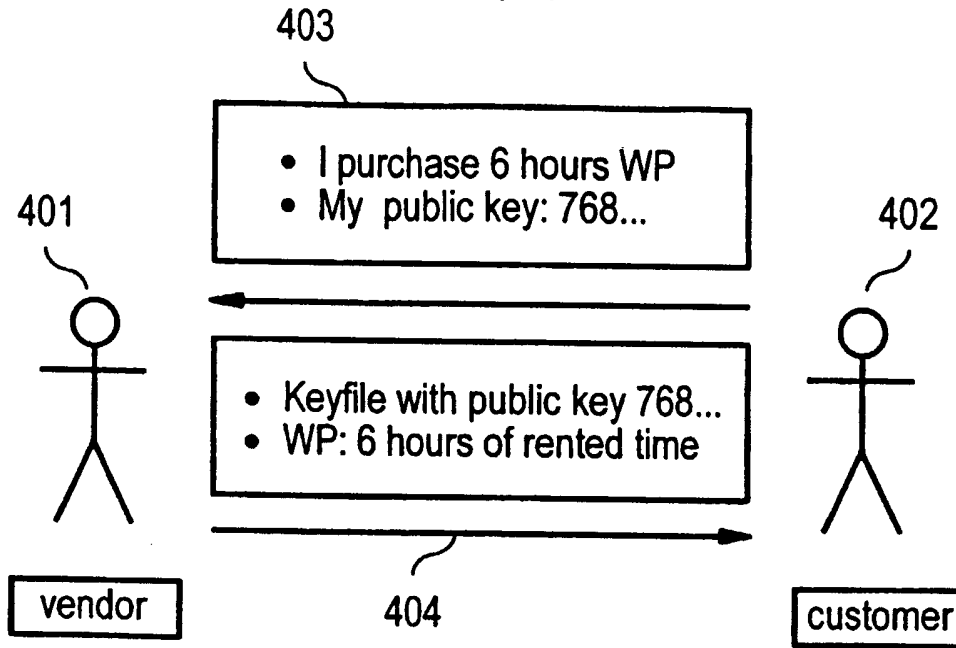 403
• I purchase 6 hours WP
• My public key: 768...
401
402
• Keyfile with public key 768...
• WP: 6 hours of rented time
vendor
404
customer